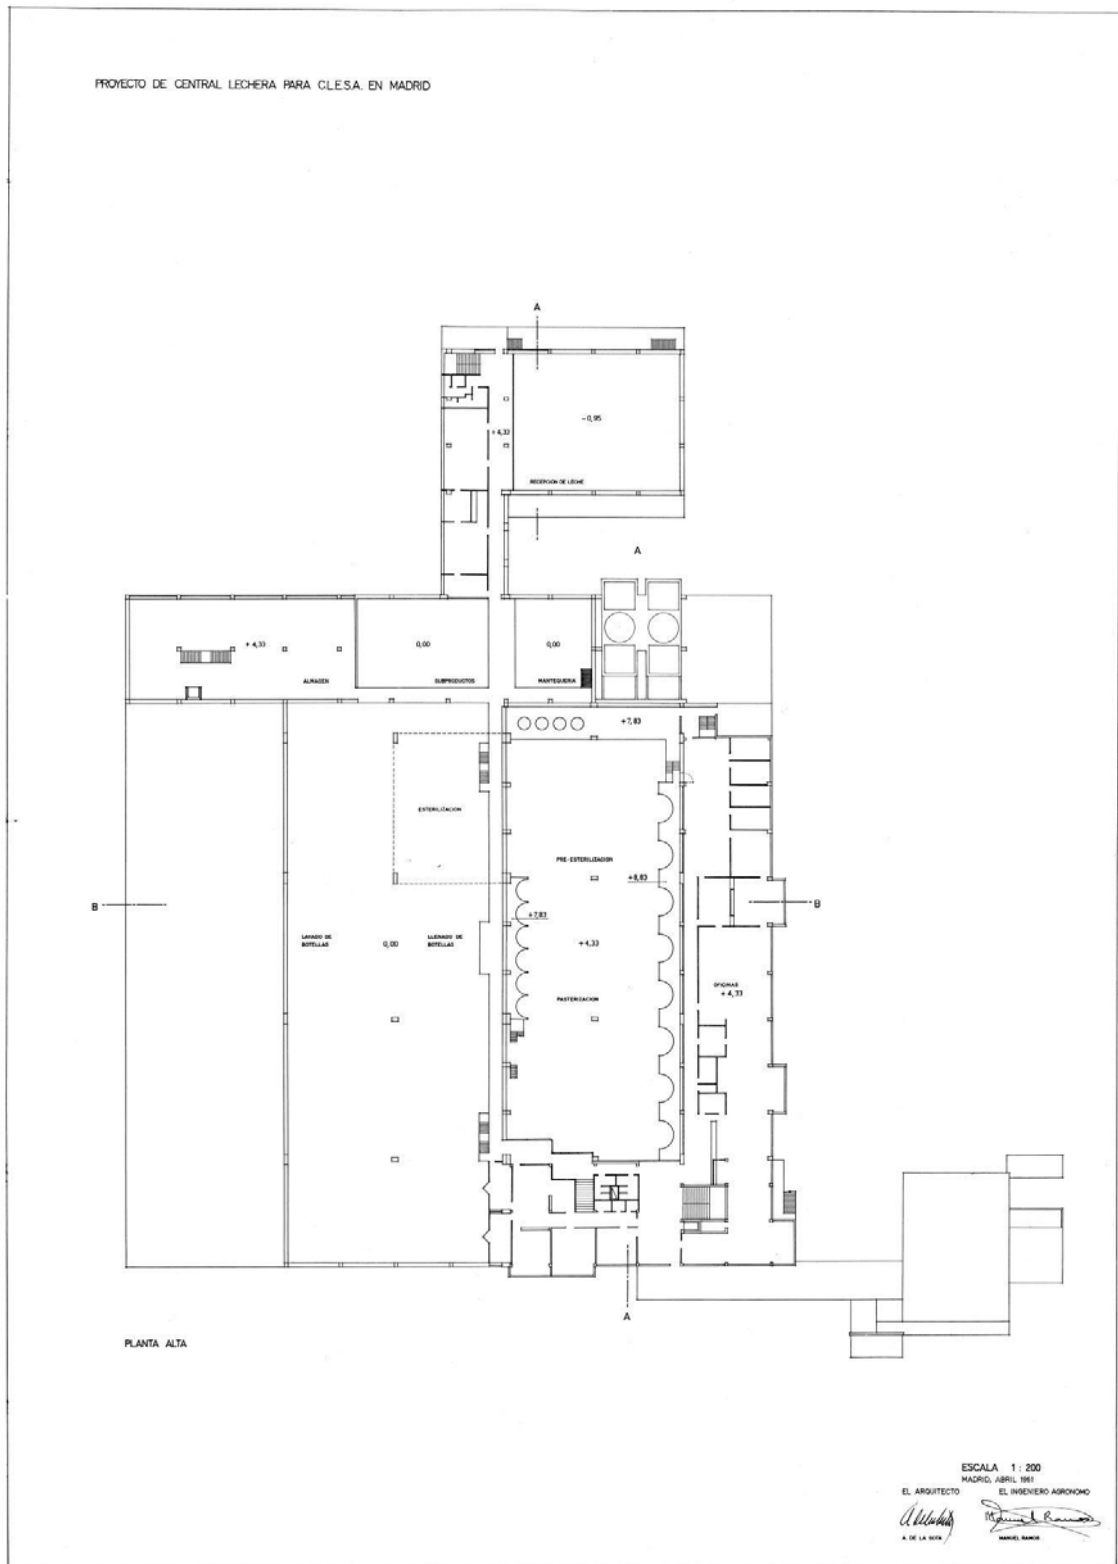 PROYECTO DE CENTRAL LECHERA PARA C.L.E.S.A. EN MADRID
A
-0,95
+4,33
RECEPCION DE LECHE
A
+4,33
0,00
0,00
ALMACEN
SUBPRODUCTOS
MANTEQUERIA
+7,83
ESTERILIZACION
PRE-ESTERILIZACION
+8,83
B
B
+7,83
LAVADO DE
BOTELLAS
0,00
LLENADO DE
BOTELLAS
+4,33
OFICINAS
+4,33
PASTERIZACION
A
PLANTA ALTA
ESCALA 1:200
MADRID, ABRIL 1961
EL ARQUITECTO
EL INGENIERO AGRONOMO
A. DE LA SOTA
MANUEL RAMOS